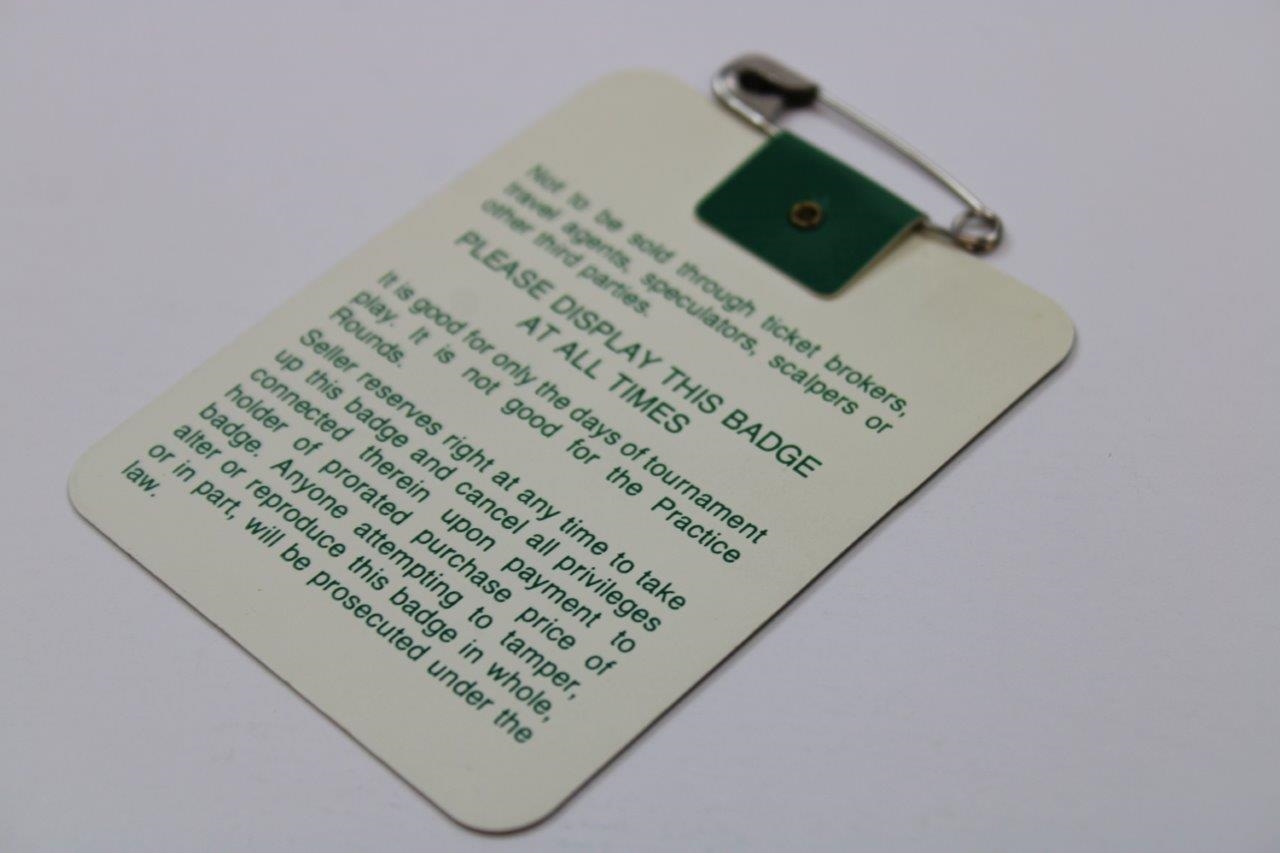 Not to be sold through ticket brokers,
travel agents, speculators, scalpers or
other third parties.
PLEASE DISPLAY THIS BADGE
AT ALL TIMES
It is good for only the days of tournament
play. It is not good for the Practice
Rounds.
Seller reserves right at any time to take
up this badge and cancel all privileges
connected therein upon payment to
holder of prorated purchase price of
badge. Anyone attempting to tamper,
alter or reproduce this badge in whole,
or in part, will be prosecuted under the
law.